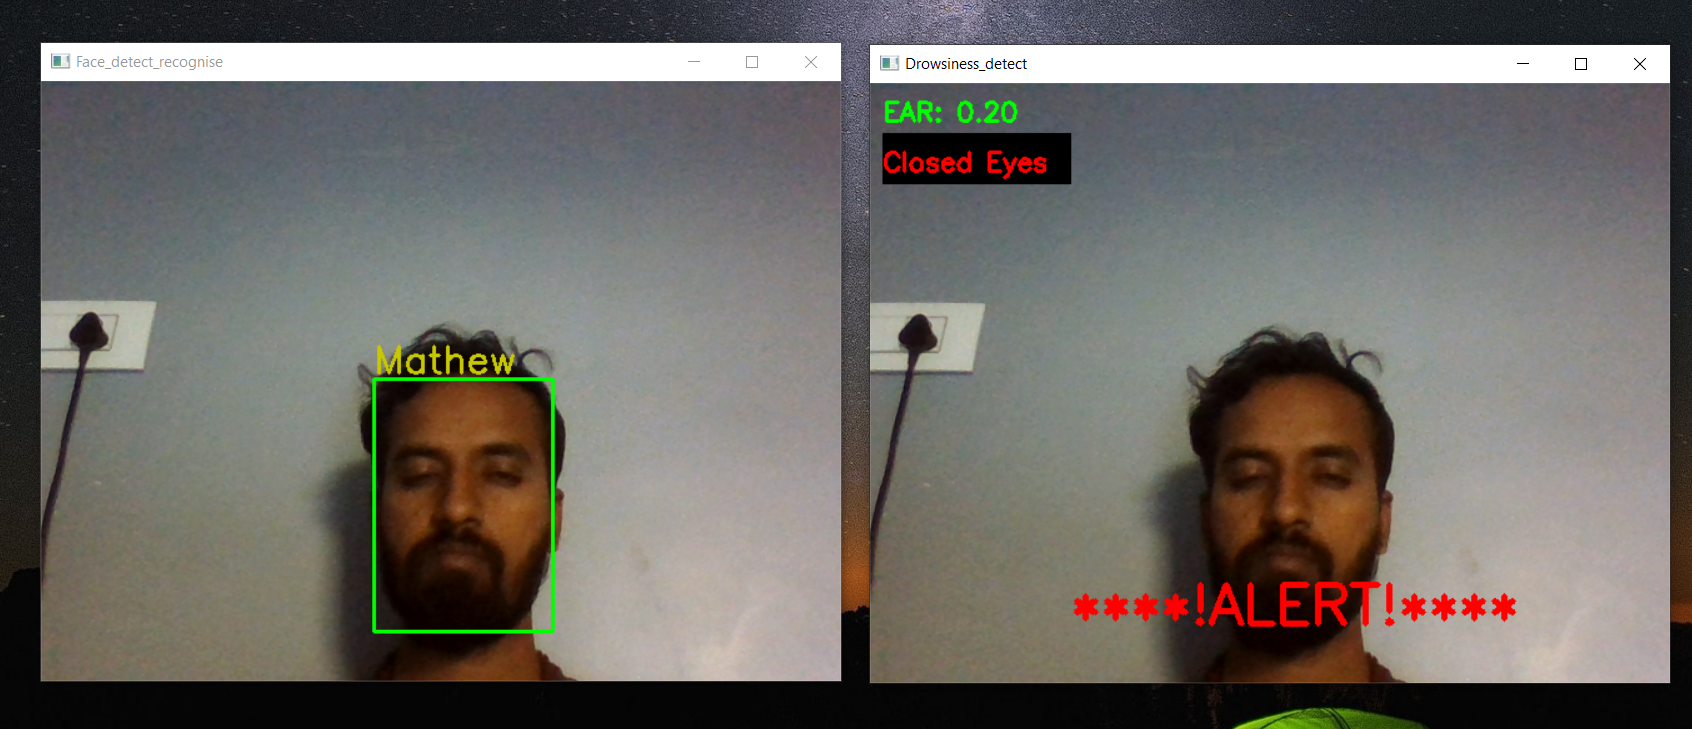 Face_detect_recognise
Mathew
Drowsiness_detect
EAR: 0.20
Closed Eyes
****!ALERT!****